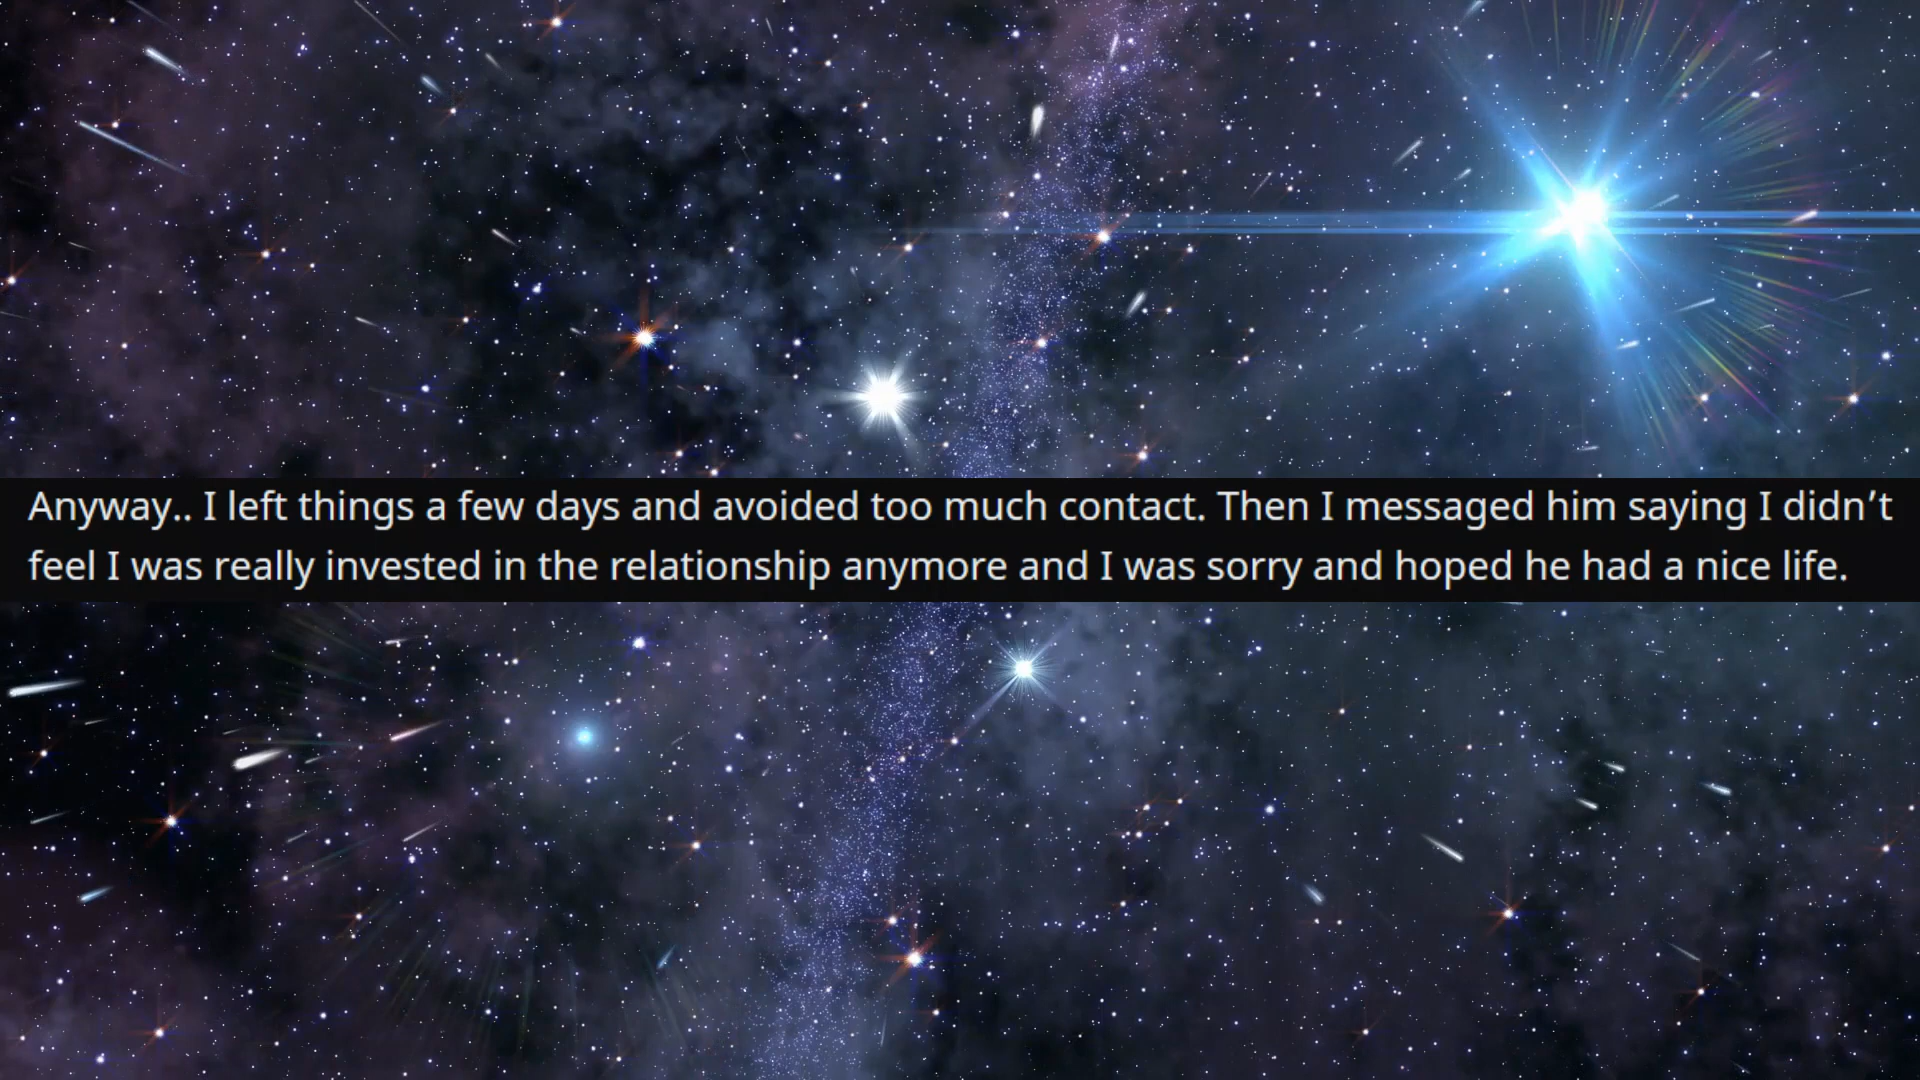 Anyway.. I left things a few days and avoided too much contact. Then I messaged him saying I didn’t
feel I was really invested in the relationship anymore and I was sorry and hoped he had a nice life.